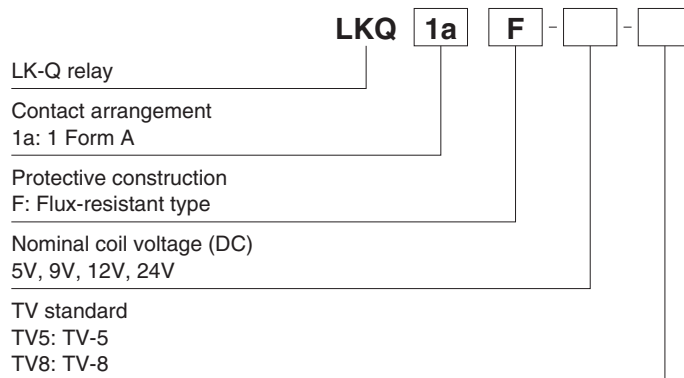 LKQ 1a F - -
LK-Q relay
Contact arrangement
1a: 1 Form A
Protective construction
F: Flux-resistant type
Nominal coil voltage (DC)
5V, 9V, 12V, 24V
TV standard
TV5: TV-5
TV8: TV-8